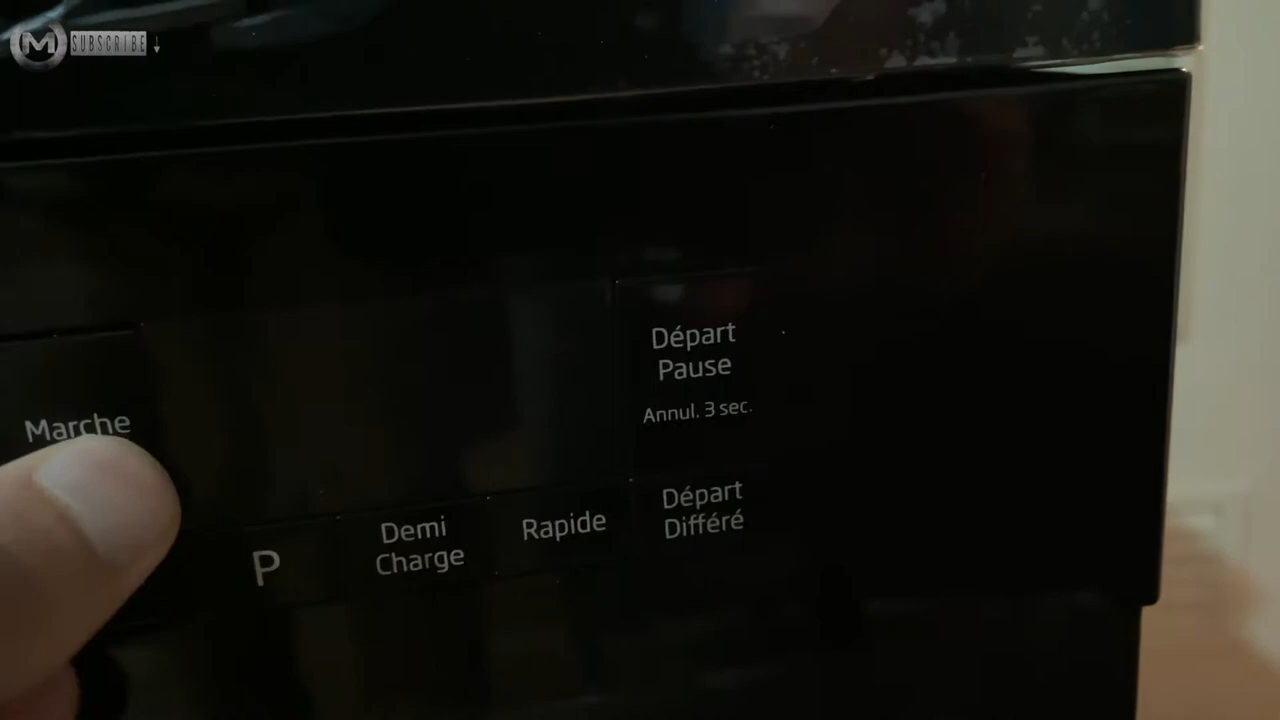 M SUBSCRIBE
Départ
Pause
Annul. 3 sec.
Marche
Départ
Différé
Demi
Charge
Rapide
P